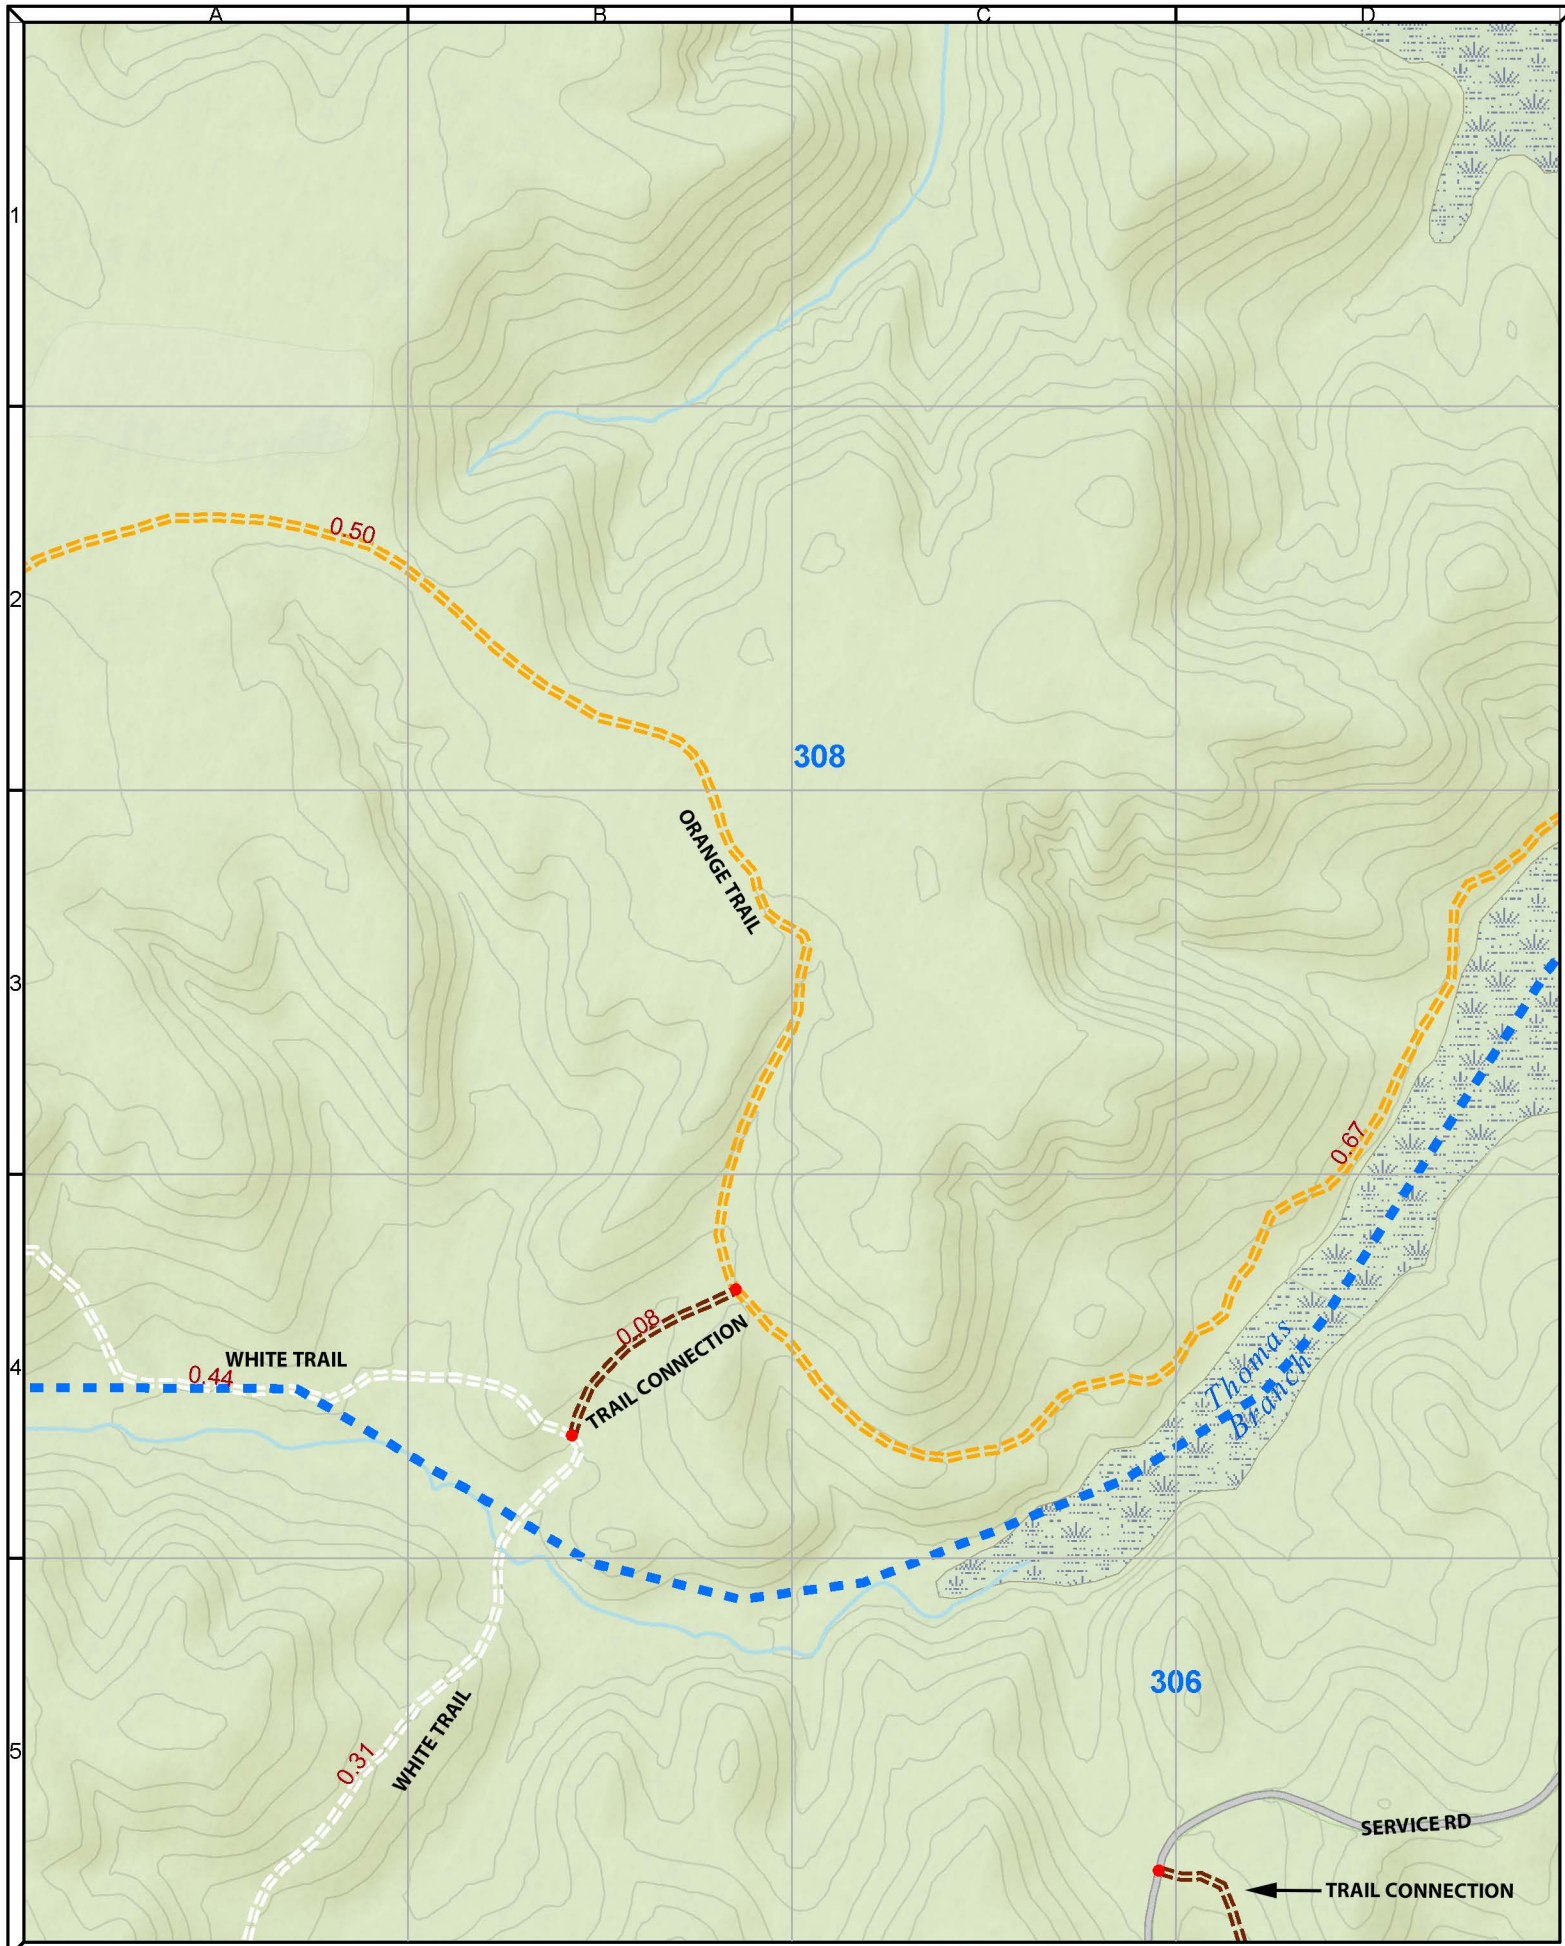 A
B
C
D
1
0.50
2
308
ORANGE TRAIL
3
0.67
0.08
TRAIL CONNECTION
Thomas
Branch
4
WHITE TRAIL
0.44
306
WHITE TRAIL
5
0.31
SERVICE RD
TRAIL CONNECTION